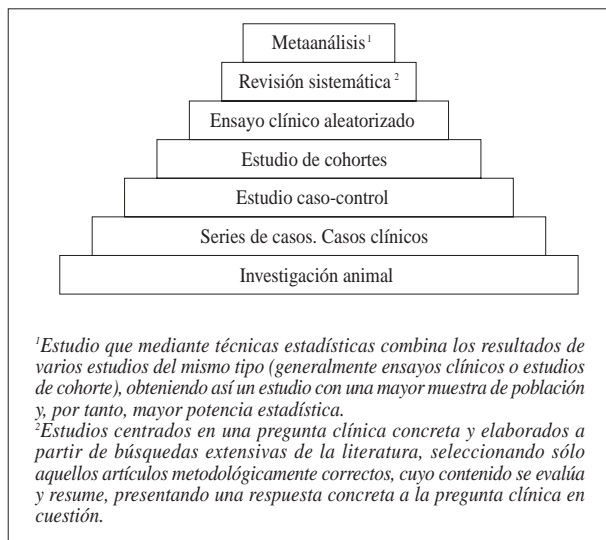 Metaanálisis¹
Revisión sistemática ²
Ensayo clínico aleatorizado
Estudio de cohortes
Estudio caso-control
Series de casos. Casos clínicos
Investigación animal
¹Estudio que mediante técnicas estadísticas combina los resultados de
varios estudios del mismo tipo (generalmente ensayos clínicos o estudios
de cohorte), obteniendo así un estudio con una mayor muestra de población
y, por tanto, mayor potencia estadística.
²Estudios centrados en una pregunta clínica concreta y elaborados a
partir de búsquedas extensivas de la literatura, seleccionando sólo
aquellos artículos metodológicamente correctos, cuyo contenido se evalúa
y resume, presentando una respuesta concreta a la pregunta clínica en
cuestión.